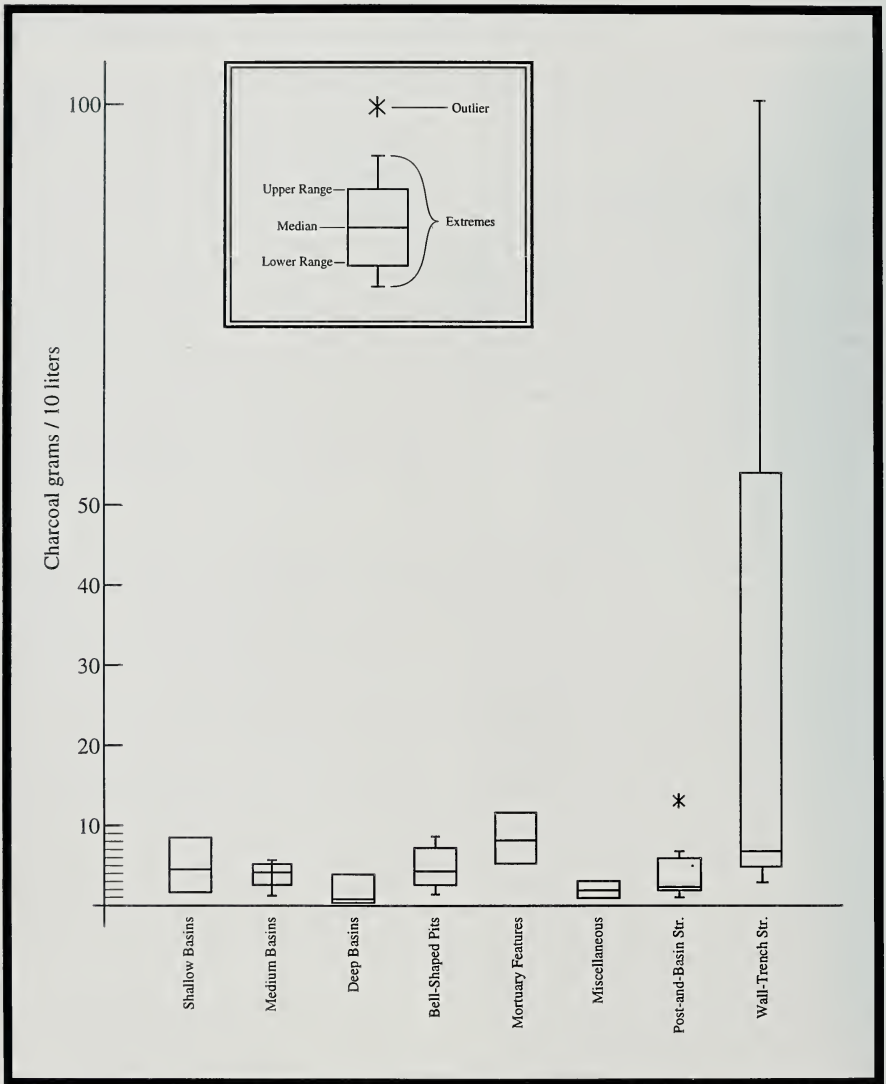 100
Outlier
Upper Range
Median
Extremes
Lower Range
Charcoal grams / 10 liters
50
40
30
20
10
Shallow Basins
Medium Basins
Deep Basins
Bell-Shaped Pits
Mortuary Features
Miscellaneous
Post-and-Basin Str.
Wall-Trench Str.